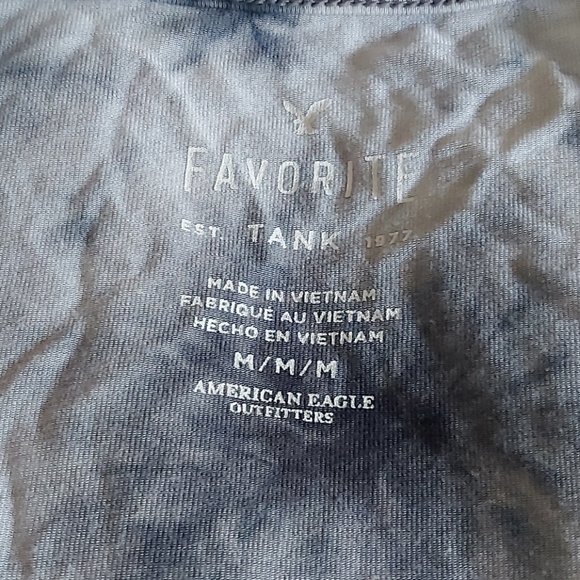 FAVORITE
EST. TANK 1977
MADE IN VIETNAM
FABRIQUÉ AU VIETNAM
HECHO EN VIETNAM
M/M/M
AMERICAN EAGLE
OUTFITTERS